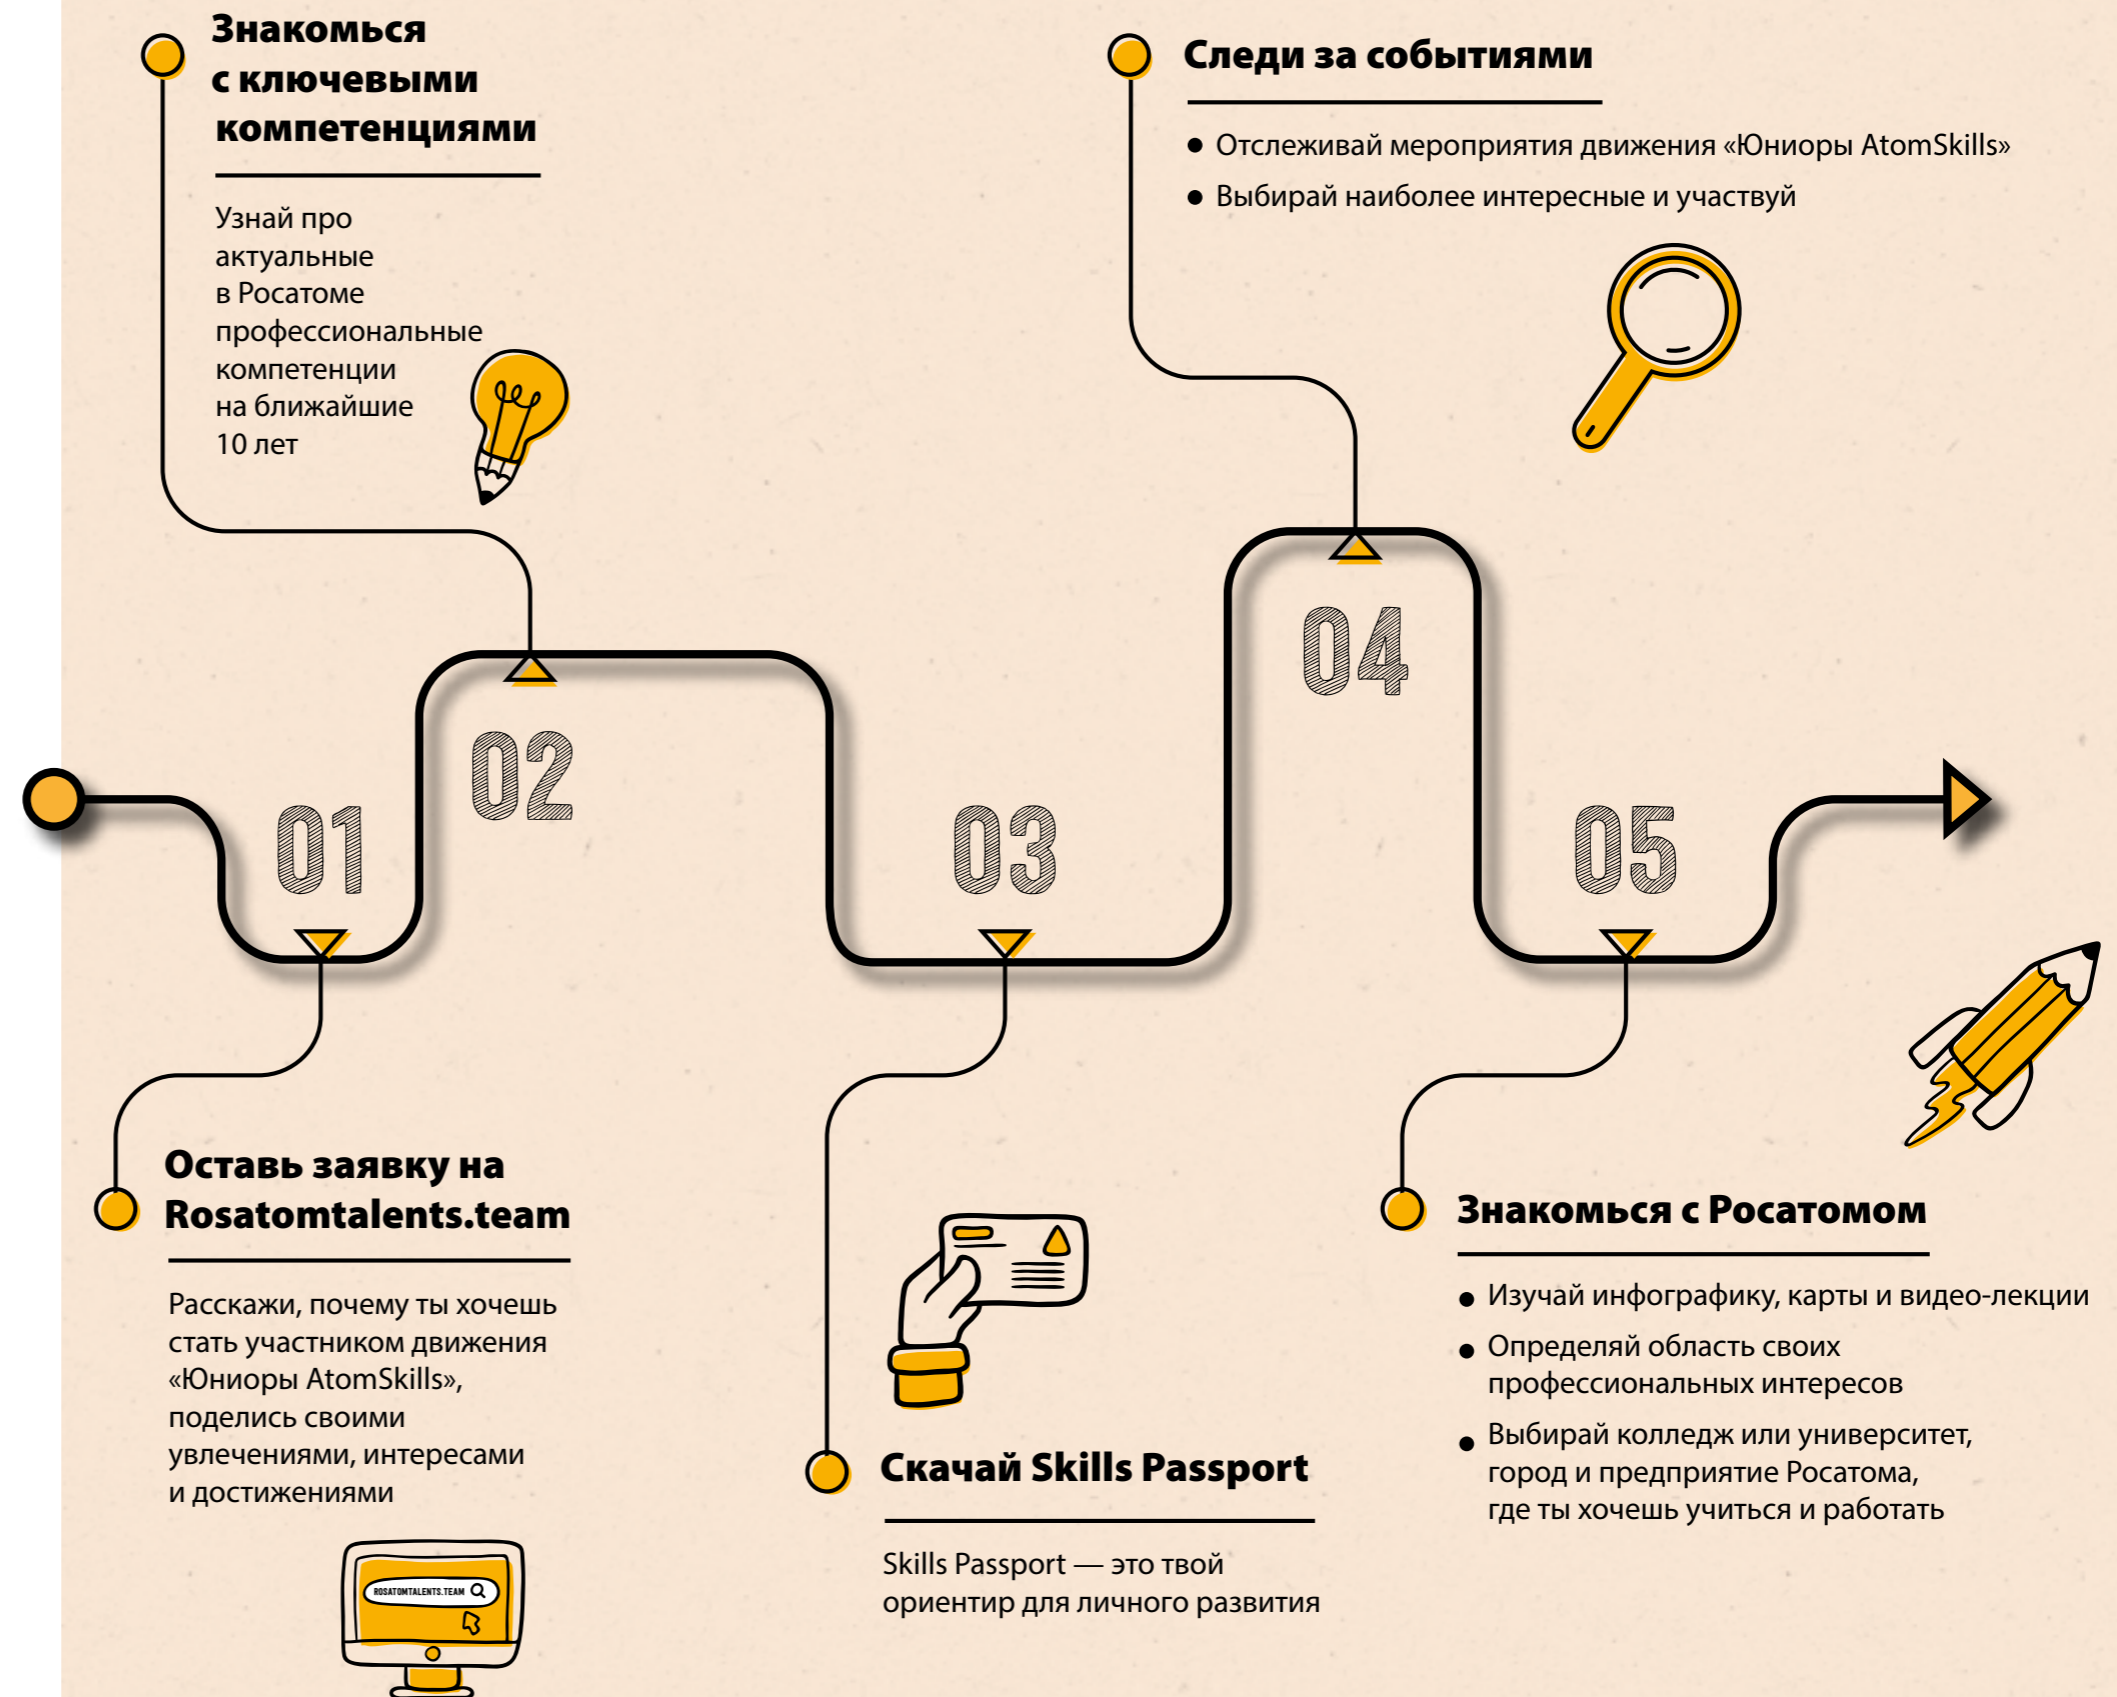 01
Оставь заявку на
Rosatomtalents.team
Расскажи, почему ты хочешь
стать участником движения
«Юниоры AtomSkills»,
поделись своими
увлечениями, интересами
и достижениями
ROSATOMTALENTS.TEAM
02
Знакомься
с ключевыми
компетенциями
Узнай про
актуальные
в Росатоме
профессиональные
компетенции
на ближайшие
10 лет
03
Скачай Skills Passport
Skills Passport — это твой
ориентир для личного развития
04
Следи за событиями
● Отслеживай мероприятия движения «Юниоры AtomSkills»
● Выбирай наиболее интересные и участвуй
05
Знакомься с Росатомом
● Изучай инфографику, карты и видео-лекции
● Определяй область своих
профессиональных интересов
● Выбирай колледж или университет,
город и предприятие Росатома,
где ты хочешь учиться и работать